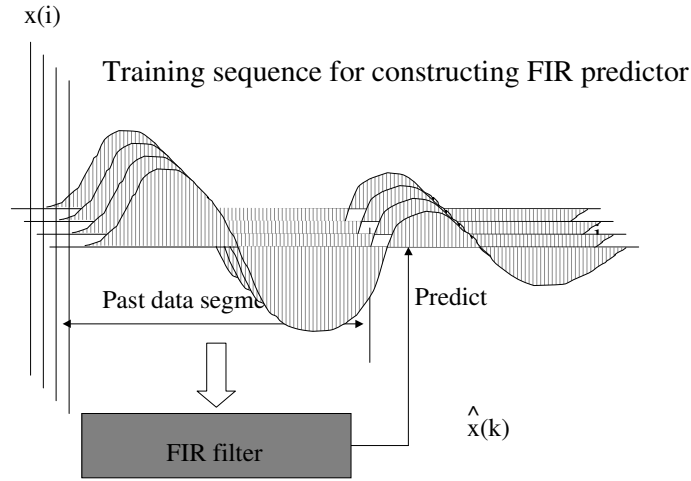 x(i)
Training sequence for constructing FIR predictor
Past data segme
Predict
^
x(k)
FIR filter